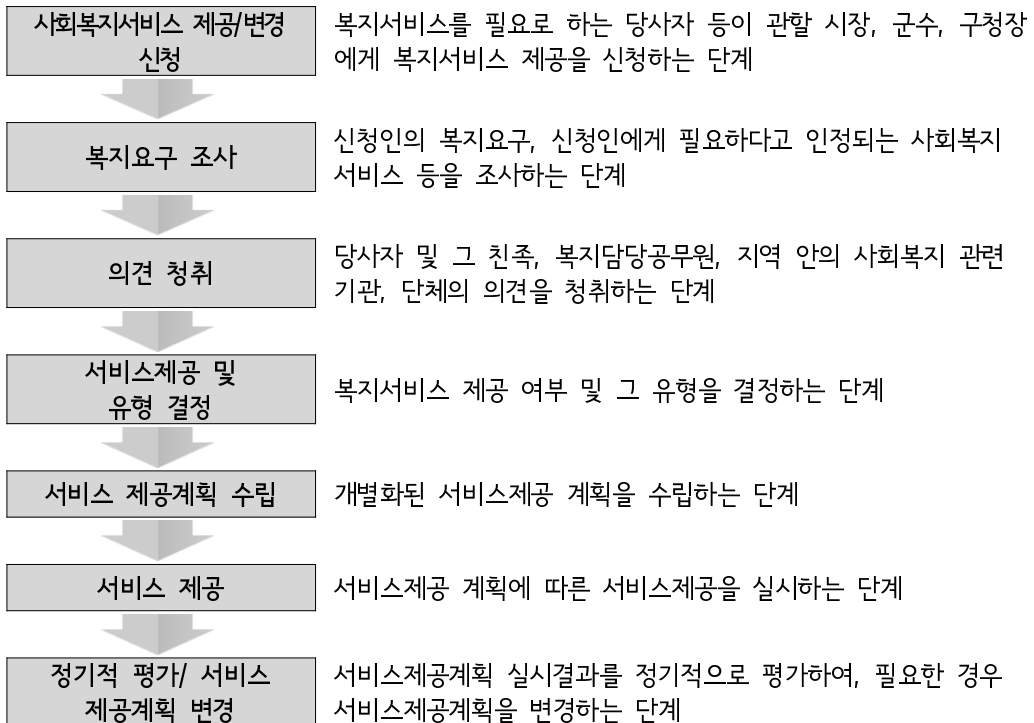 사회복지서비스 제공/변경
신청
복지서비스를 필요로 하는 당사자 등이 관할 시장, 군수, 구청장
에게 복지서비스 제공을 신청하는 단계
복지요구 조사
신청인의 복지요구, 신청인에게 필요하다고 인정되는 사회복지
서비스 등을 조사하는 단계
의견 청취
당사자 및 그 친족, 복지담당공무원, 지역 안의 사회복지 관련
기관, 단체의 의견을 청취하는 단계
서비스제공 및
유형 결정
복지서비스 제공 여부 및 그 유형을 결정하는 단계
서비스 제공계획 수립
개별화된 서비스제공 계획을 수립하는 단계
서비스 제공
서비스제공 계획에 따른 서비스제공을 실시하는 단계
정기적 평가/ 서비스
제공계획 변경
서비스제공계획 실시결과를 정기적으로 평가하여, 필요한 경우
서비스제공계획을 변경하는 단계